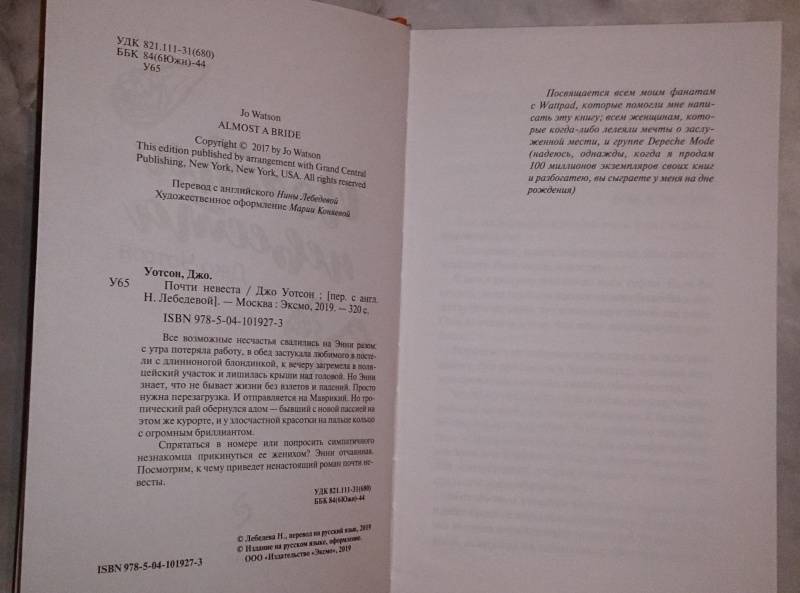 УДК 821.111-31(680)
ББК 84(6Южн)-44
У65
Jo Watson
ALMOST A BRIDE
Copyright © 2017 by Jo Watson
This edition published by arrangement with Grand Central
Publishing, New York, New York, USA. All rights reserved
Перевод с английского Нины Лебедевой
Художественное оформление Марии Коняевой
Уотсон, Джо.
У65 Почти невеста / Джо Уотсон ; [пер. с англ.
Н. Лебедевой]. — Москва : Эксмо, 2019. — 320 с.
ISBN 978-5-04-101927-3
Все возможные несчастья свалились на Энни разом:
с утра потеряла работу, в обед застукала любимого в посте-
ли с длинноногой блондинкой, к вечеру загремела в поли-
цейский участок и лишилась крыши над головой. Но Энни
знает, что не бывает жизни без взлетов и падений. Просто
нужна перезагрузка. И отправляется на Маврикий. Но тро-
пический рай обернулся адом — бывший с новой пассией на
этом же курорте, и у злосчастной красотки на пальце кольцо
с огромным бриллиантом.
Спрятаться в номере или попросить симпатичного
незнакомца прикинуться ее женихом? Энни отчаянная.
Посмотрим, к чему приведет ненастоящий роман почти не-
весты.
УДК 821.111-31(680)
ББК 84(6Южн)-44
© Лебедева Н., перевод на русский язык, 2019
© Издание на русском языке, оформление.
ООО «Издательство «Эксмо», 2019
ISBN 978-5-04-101927-3
Посвящается всем моим фанатам
с Wattpad, которые помогли мне напи-
сать эту книгу; всем женщинам, кото-
рые когда-либо лелеяли мечты о заслу-
женной мести, и группе Depeche Mode
(надеюсь, однажды, когда я продам
100 миллионов экземпляров своих книг
и разбогатею, вы сыграете у меня на дне
рождения)